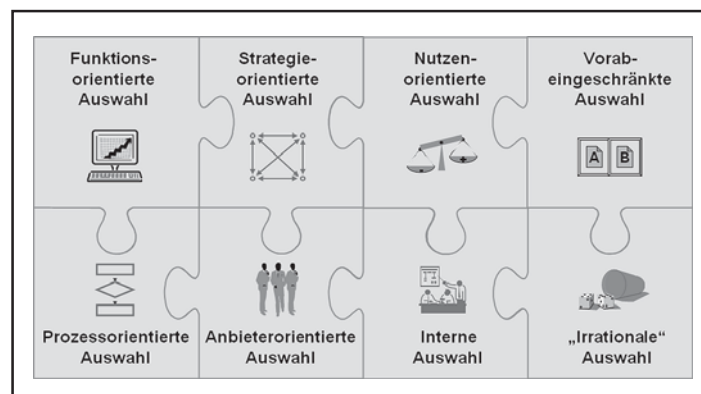 Funktions-
orientierte
Auswahl
Strategie-
orientierte
Auswahl
Nutzen-
orientierte
Auswahl
Vorab-
eingeschränkte
Auswahl
A B
Prozessorientierte
Auswahl
Anbieterorientierte
Auswahl
Interne
Auswahl
„Irrationale“
Auswahl